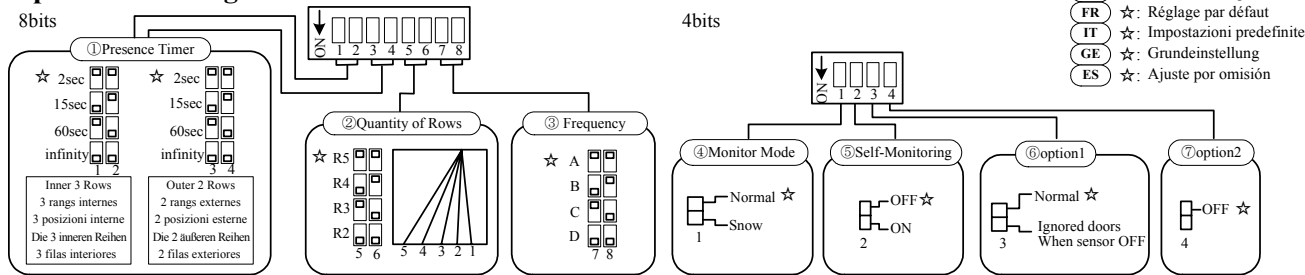 8bits
ON
1 2 3 4 5 6 7 8
①Presence Timer
☆ 2sec
15sec
60sec
infinity
1 2
☆ 2sec
15sec
60sec
infinity
3 4
Inner 3 Rows
3 rangs internes
3 posizioni interne
Die 3 inneren Reihen
3 filas interiores
Outer 2 Rows
2 rangs externes
2 posizioni esterne
Die 2 äußeren Reihen
2 filas exteriores
②Quantity of Rows
☆ R5
R4
R3
R2
5 6
5 4 3 2 1
③ Frequency
☆ A
B
C
D
7 8
4bits
ON
1 2 3 4
④Monitor Mode
Normal ☆
Snow
1
⑤Self-Monitoring
OFF☆
ON
2
⑥option1
Normal ☆
Ignored doors
When sensor OFF
3
⑦option2
OFF ☆
4
FR ☆: Réglage par défaut
IT ☆: Impostazioni predefinite
GE ☆: Grundeinstellung
ES ☆: Ajuste por omisión